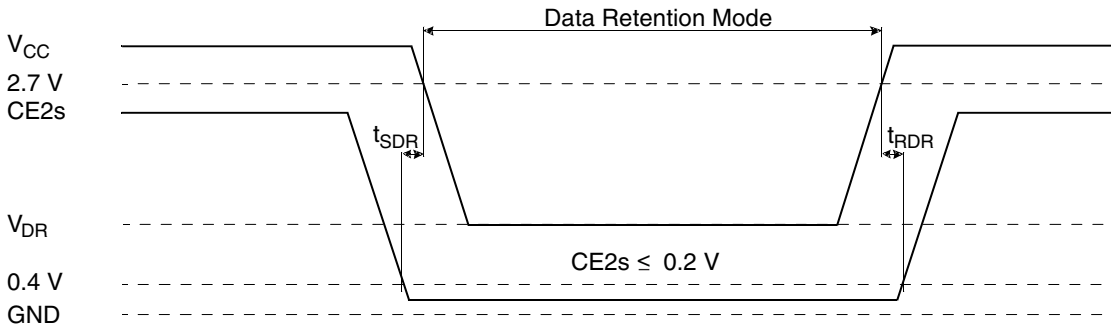 Data Retention Mode
V_CC
2.7 V
CE2s
t_SDR
t_RDR
V_DR
CE2s ≤ 0.2 V
0.4 V
GND